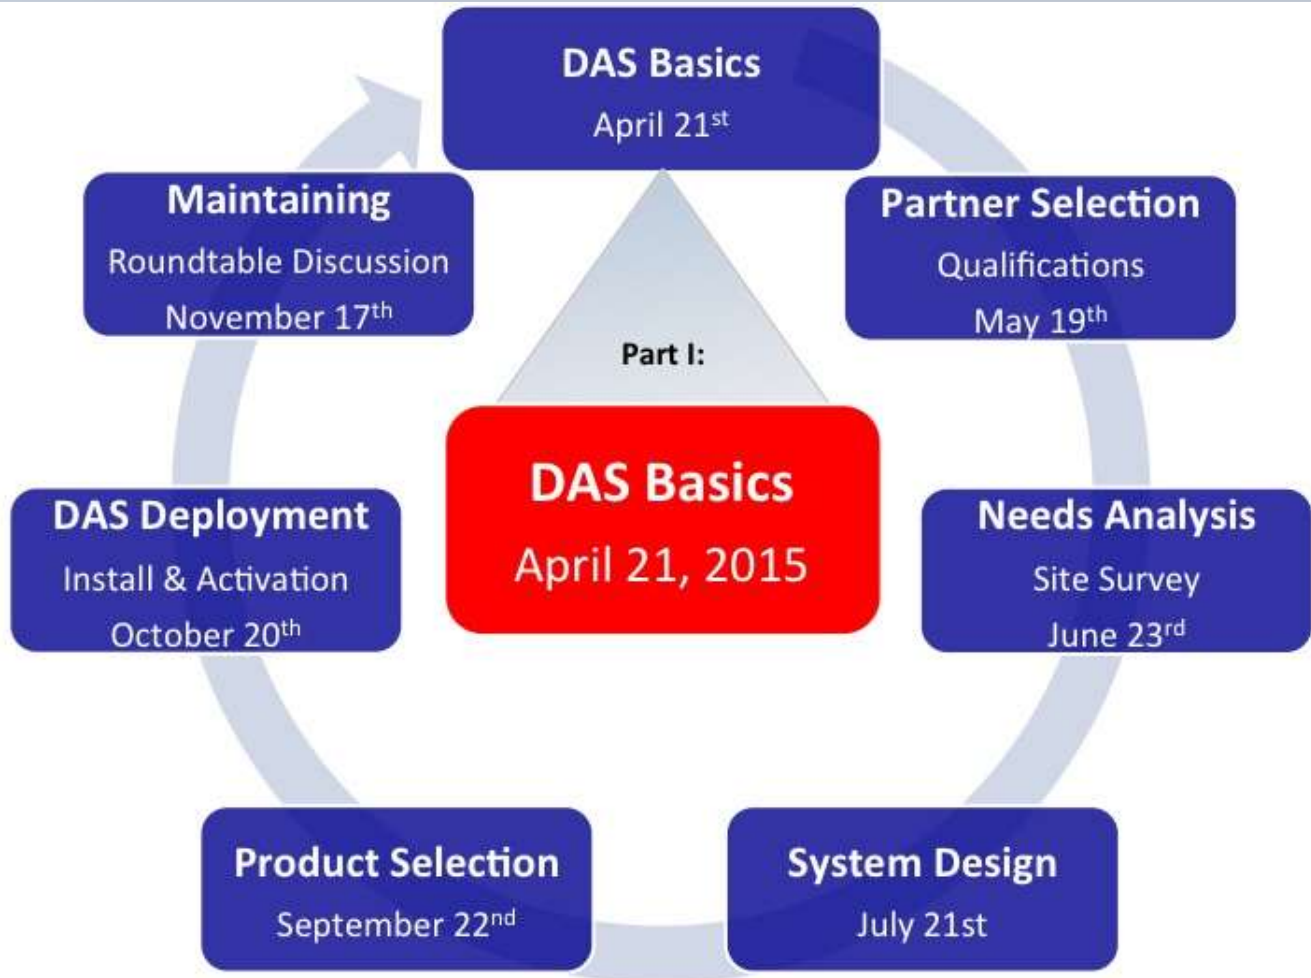 DAS Basics
April 21st
Partner Selection
Qualifications
May 19th
Needs Analysis
Site Survey
June 23rd
System Design
July 21st
Product Selection
September 22nd
DAS Deployment
Install & Activation
October 20th
Maintaining
Roundtable Discussion
November 17th
Part I:
DAS Basics
April 21, 2015